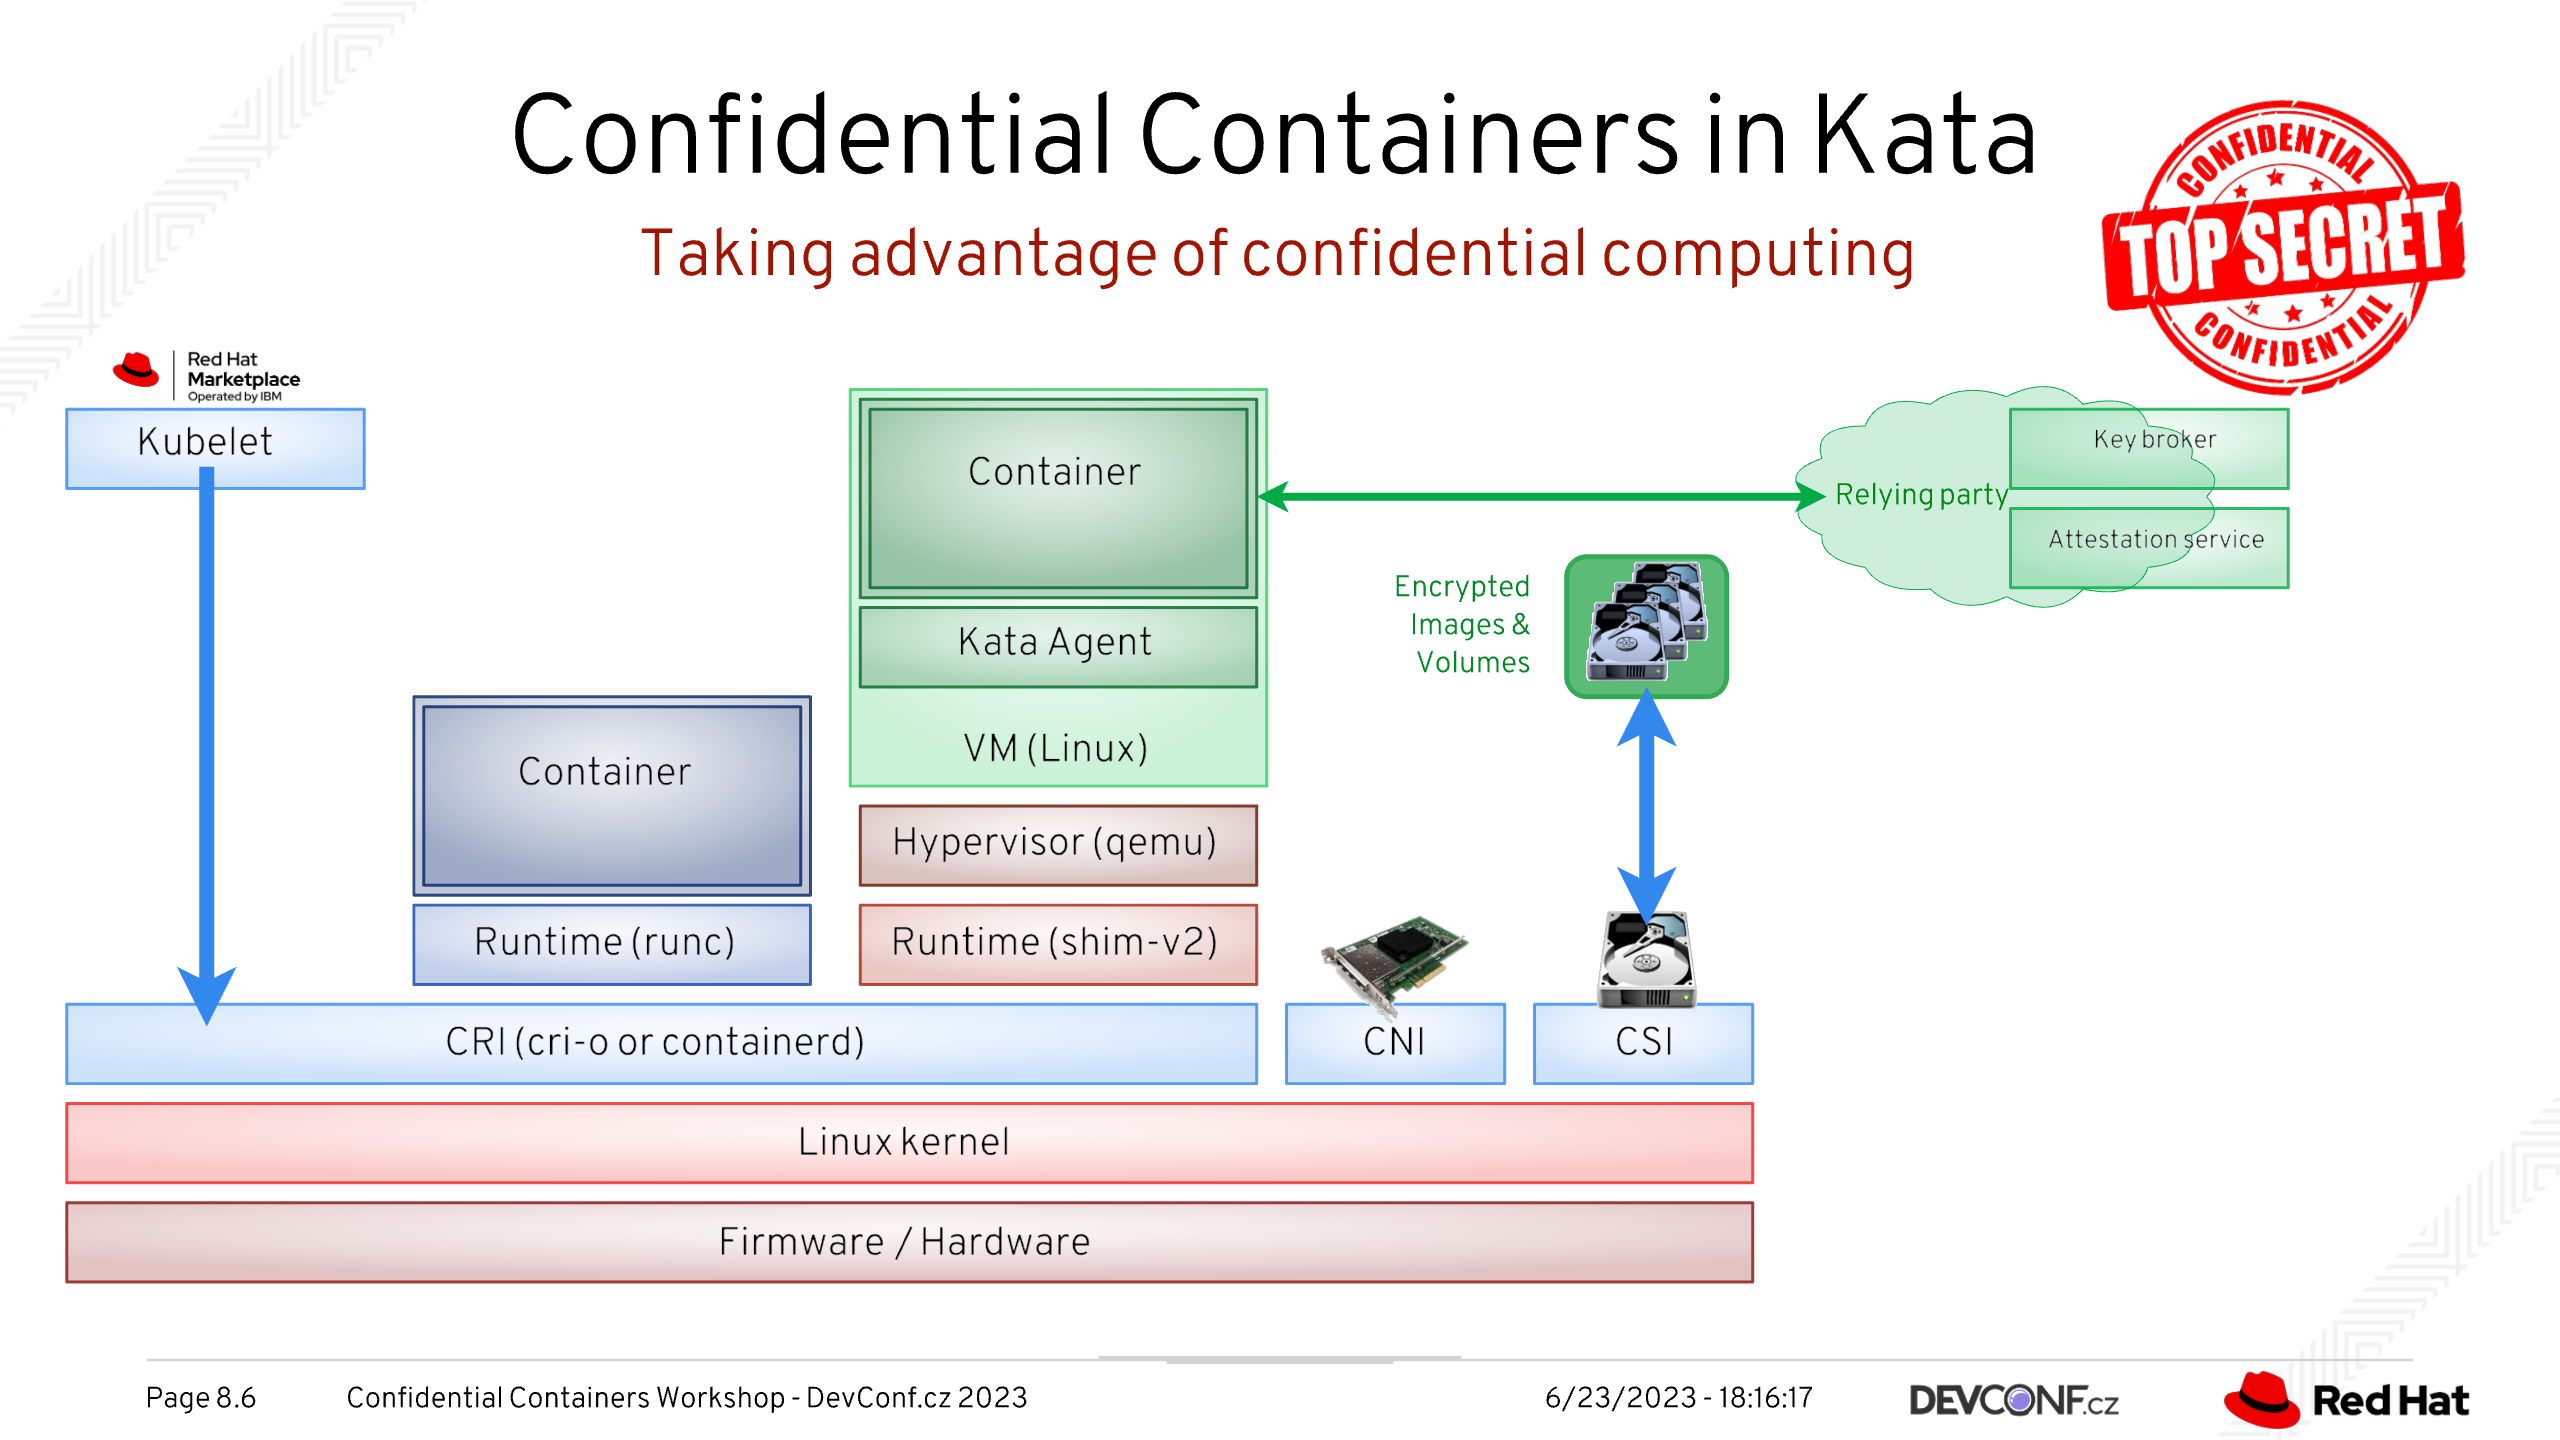 Confidential Containers in Kata
Taking advantage of confidential computing
CONFIDENTIAL
TOP SECRET
CONFIDENTIAL
Red Hat
Marketplace
Operated by IBM
Kubelet
Container
Key broker
Relying party
Attestation service
Encrypted
Images &
Volumes
Kata Agent
VM (Linux)
Container
Hypervisor (qemu)
Runtime (runc)
Runtime (shim-v2)
CRI (cri-o or containerd)
CNI
CSI
Linux kernel
Firmware / Hardware
Page 8.6
Confidential Containers Workshop - DevConf.cz 2023
6/23/2023 - 18:16:17
DEVCONF.cz
Red Hat